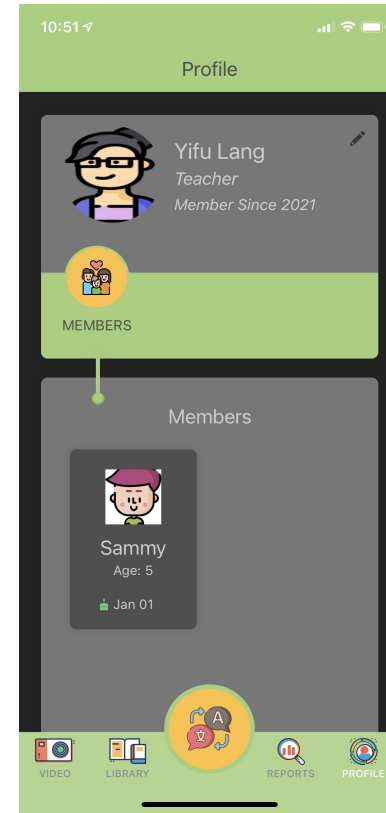 10:51
Profile
Yifu Lang
Teacher
Member Since 2021
MEMBERS
Members
Sammy
Age: 5
Jan 01
A
文
VIDEO
LIBRARY
REPORTS
PROFILE